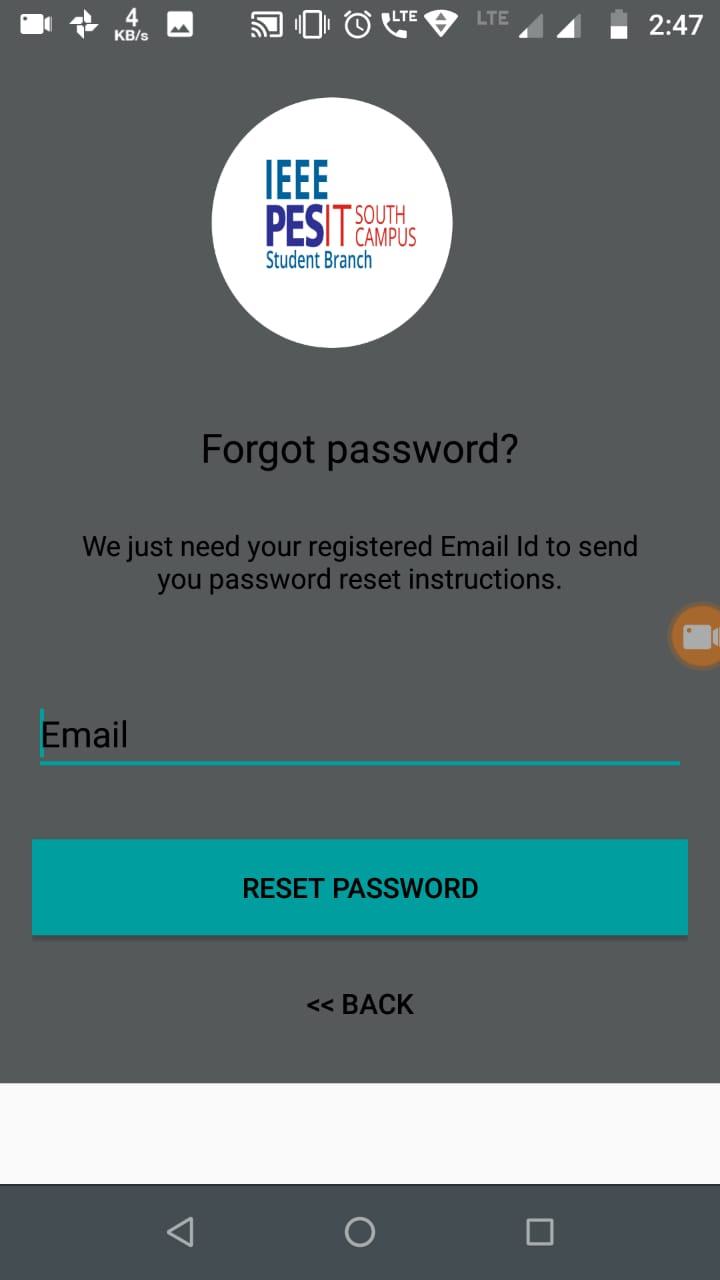 4
KB/s
LTE
LTE
2:47
IEEE
PESIT SOUTH
CAMPUS
Student Branch
Forgot password?
We just need your registered Email Id to send
you password reset instructions.
Email
RESET PASSWORD
<< BACK